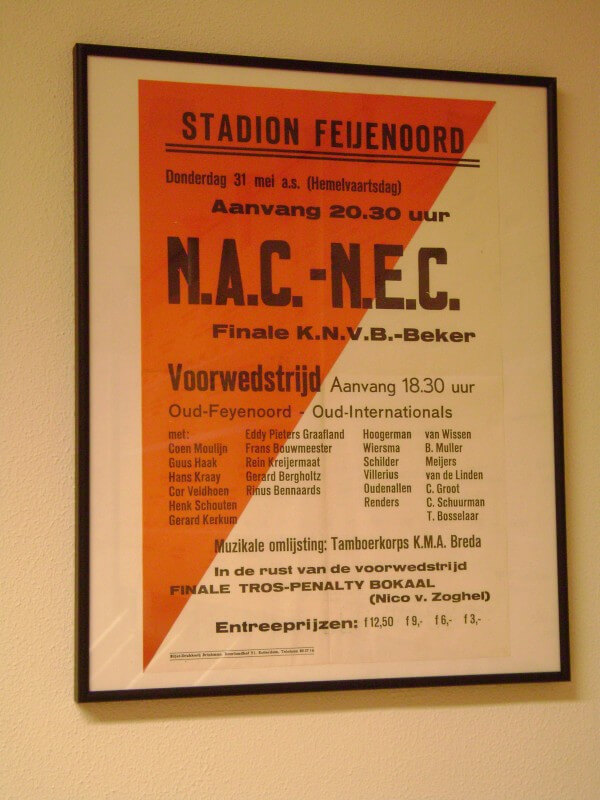 STADION FEIJENOORD
Donderdag 31 mei a.s. (Hemelvaartsdag)
Aanvang 20.30 uur
N.A.C.-N.E.C.
Finale K.N.V.B.-Beker
Voorwedstrijd Aanvang 18.30 uur
Oud-Feyenoord - Oud-Internationals
met: Eddy Pieters Graafland Hoogerman van Wissen
Coen Moulijn Frans Bouwmeester Wiersma B. Muller
Guus Haak Rein Kreijermaat Schilder Meijers
Hans Kraay Gerard Bergholtz Villerius van de Linden
Cor Veldhoen Rinus Bennaards Oudenallen C. Groot
Henk Schouten Renders C. Schuurman
Gerard Kerkum T. Bosselaar
Muzikale omlijsting: Tamboerkorps K.M.A. Breda
In de rust van de voorwedstrijd
FINALE TROS-PENALTY BOKAAL
(Nico v. Zoghel)
Entreeprijzen: f 12,50 f 9,- f 6,- f 3,-